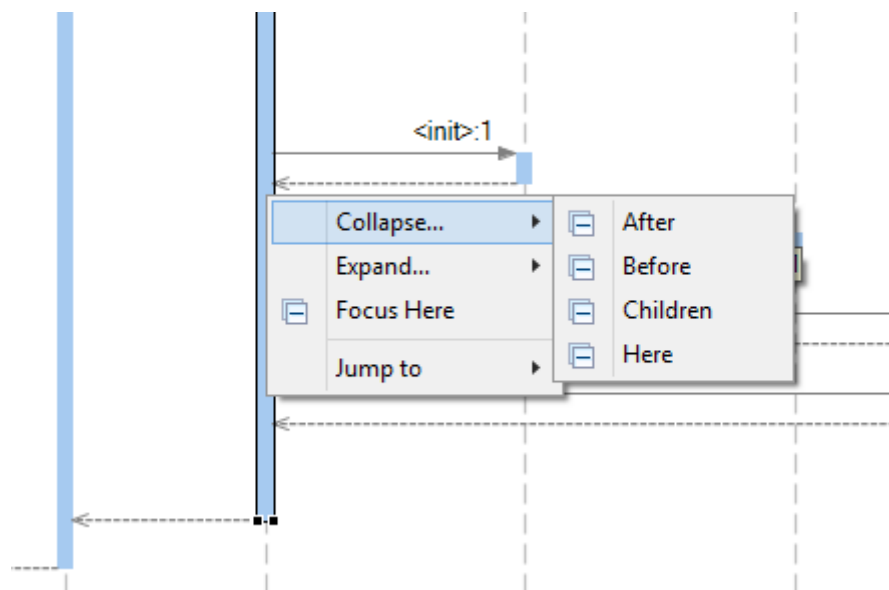 <init>:1
Collapse...
Expand...
Focus Here
Jump to
After
Before
Children
Here